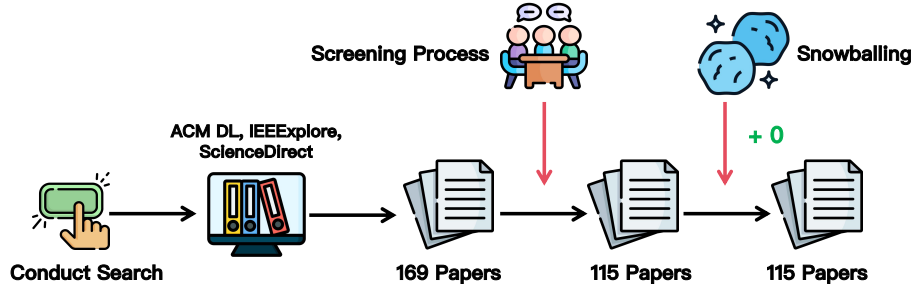 Screening Process
Snowballing
ACM DL, IEEExplore,
ScienceDirect
+ 0
Conduct Search
169 Papers
115 Papers
115 Papers